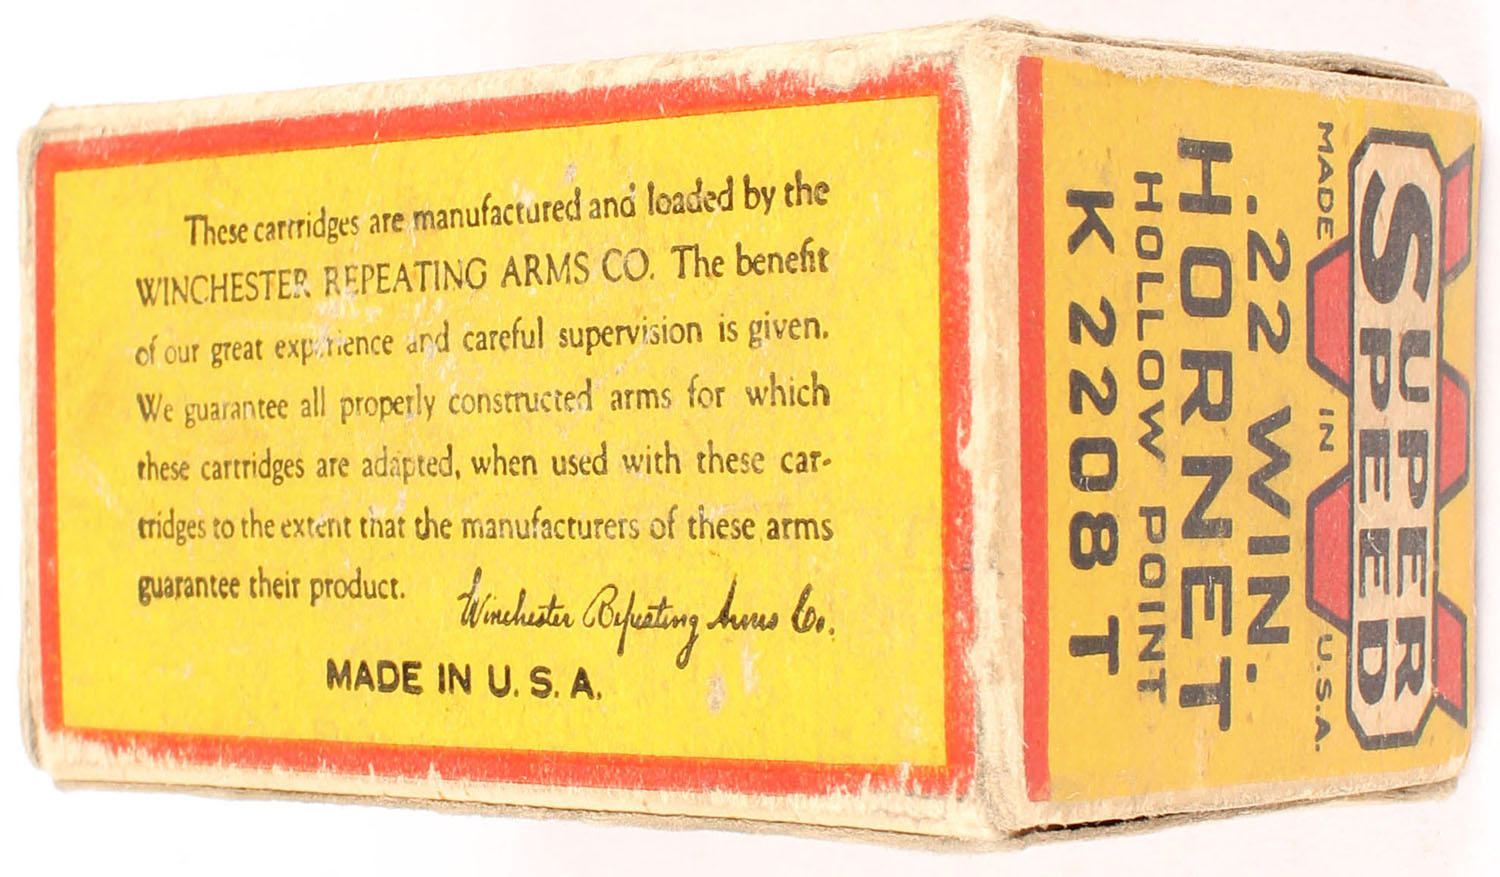 These cartridges are manufactured and loaded by the
WINCHESTER REPEATING ARMS CO. The benefit
of our great experience and careful supervision is given.
We guarantee all properly constructed arms for which
these cartridges are adapted, when used with these car-
tridges to the extent that the manufacturers of these arms
guarantee their product.
Winchester Repeating Arms Co.
MADE IN U. S. A.
SUPER
SPEED
MADE IN U.S.A.
.22 WIN.
HORNET
HOLLOW POINT
K 2208 T